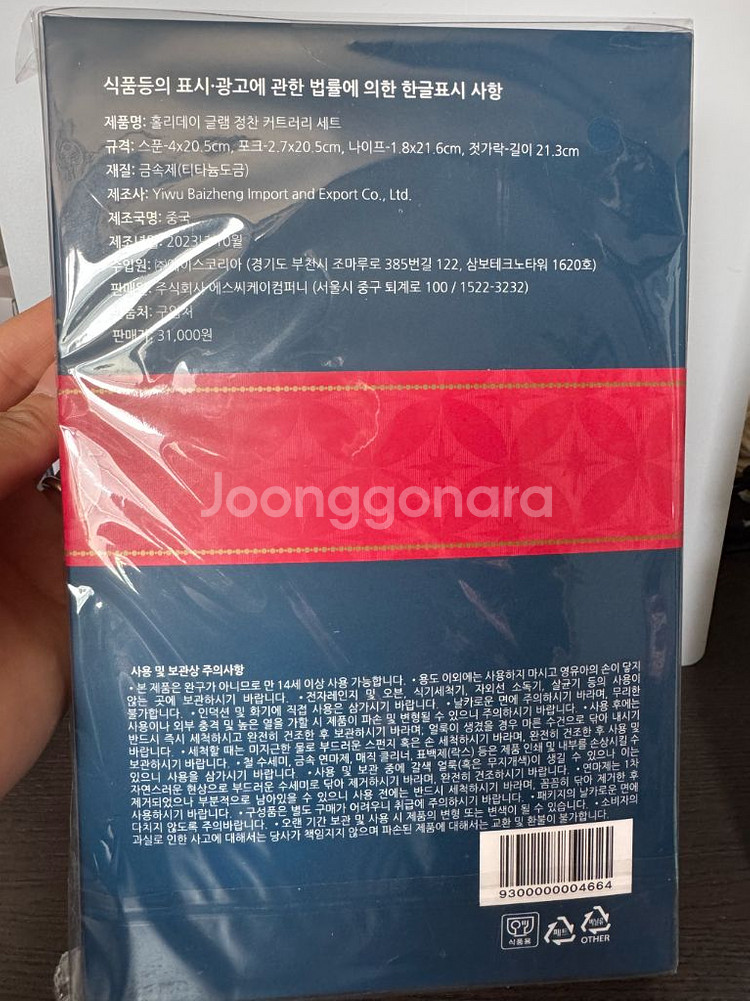 식품등의 표시·광고에 관한 법률에 의한 한글표시 사항
제품명: 홀리데이 글램 정찬 커트러리 세트
규격: 스푼-4x20.5cm, 포크-2.7x20.5cm, 나이프-1.8x21.6cm, 젓가락-길이 21.3cm
재질: 금속제(티타늄도금)
제조사: Yiwu Baizheng Import and Export Co., Ltd.
제조국명: 중국
제조년월: 2023년 10월
수입원: (경기도 부천시 조마루로 385번길 122, 삼보테크노타워 1620호)
판매원: 주식회사 에스씨케이컴퍼니 (서울시 중구 퇴계로 100 / 1522-3232)
구입처
판매가: 31,000원
Joonggonara
사용 및 보관상 주의사항
• 본 제품은 완구가 아니므로 만 14세 이상 사용 가능합니다. • 용도 이외에는 사용하지 마시고 영유아의 손이 닿지
않는 곳에 보관하시기 바랍니다. • 전자레인지 및 오븐, 식기세척기, 자외선 소독기, 살균기 등의 사용이
불가합니다. • 인덕션 및 화기에 직접 사용은 삼가시기 바랍니다. • 날카로운 면에 주의하시기 바라며, 무리한
사용이나 외부 충격 및 높은 열을 가할 시 제품이 파손 및 변형될 수 있으니 주의하시기 바랍니다. • 사용 후에는
반드시 즉시 세척하시고 완전히 건조한 후 보관하시기 바라며, 얼룩이 생겼을 경우 마른 수건으로 닦아 내시기
바랍니다. • 세척할 때는 미지근한 물로 부드러운 스펀지 혹은 소 세척하시기 바라며, 완전히 건조한 후 사용 및
보관하시기 바랍니다. • 철 수세미, 금속 연마제, 매직 클리너, 표백제(락스) 등은 제품 인쇄 및 내부를 손상시킬 수
있으니 사용을 삼가시기 바랍니다. • 사용 및 보관 중에 갈색 얼룩(혹은 무지개색)이 생길 수 있으나 이는
자연스러운 현상으로 부드러운 수세미로 닦아 제거하시기 바라며, 완전히 건조하시기 바랍니다. • 연마제는 1차
제거되었으나 부분적으로 남아있을 수 있으니 사용 전에는 반드시 세척하시기 바라며, 꼼꼼히 닦아 제거한 후
사용하시기 바랍니다. • 구성품은 별도 구매가 어려우니 취급에 주의하시기 바랍니다. • 패키지의 날카로운 면에
다치지 않도록 주의바랍니다. • 오랜 기간 보관 및 사용 시 제품의 변형 또는 변색이 될 수 있습니다. • 소비자의
과실로 인한 사고에 대해서는 당사가 책임지지 않으며 파손된 제품에 대해서는 교환 및 환불이 불가합니다.
9300000004664
식품용
페트
비닐류
OTHER